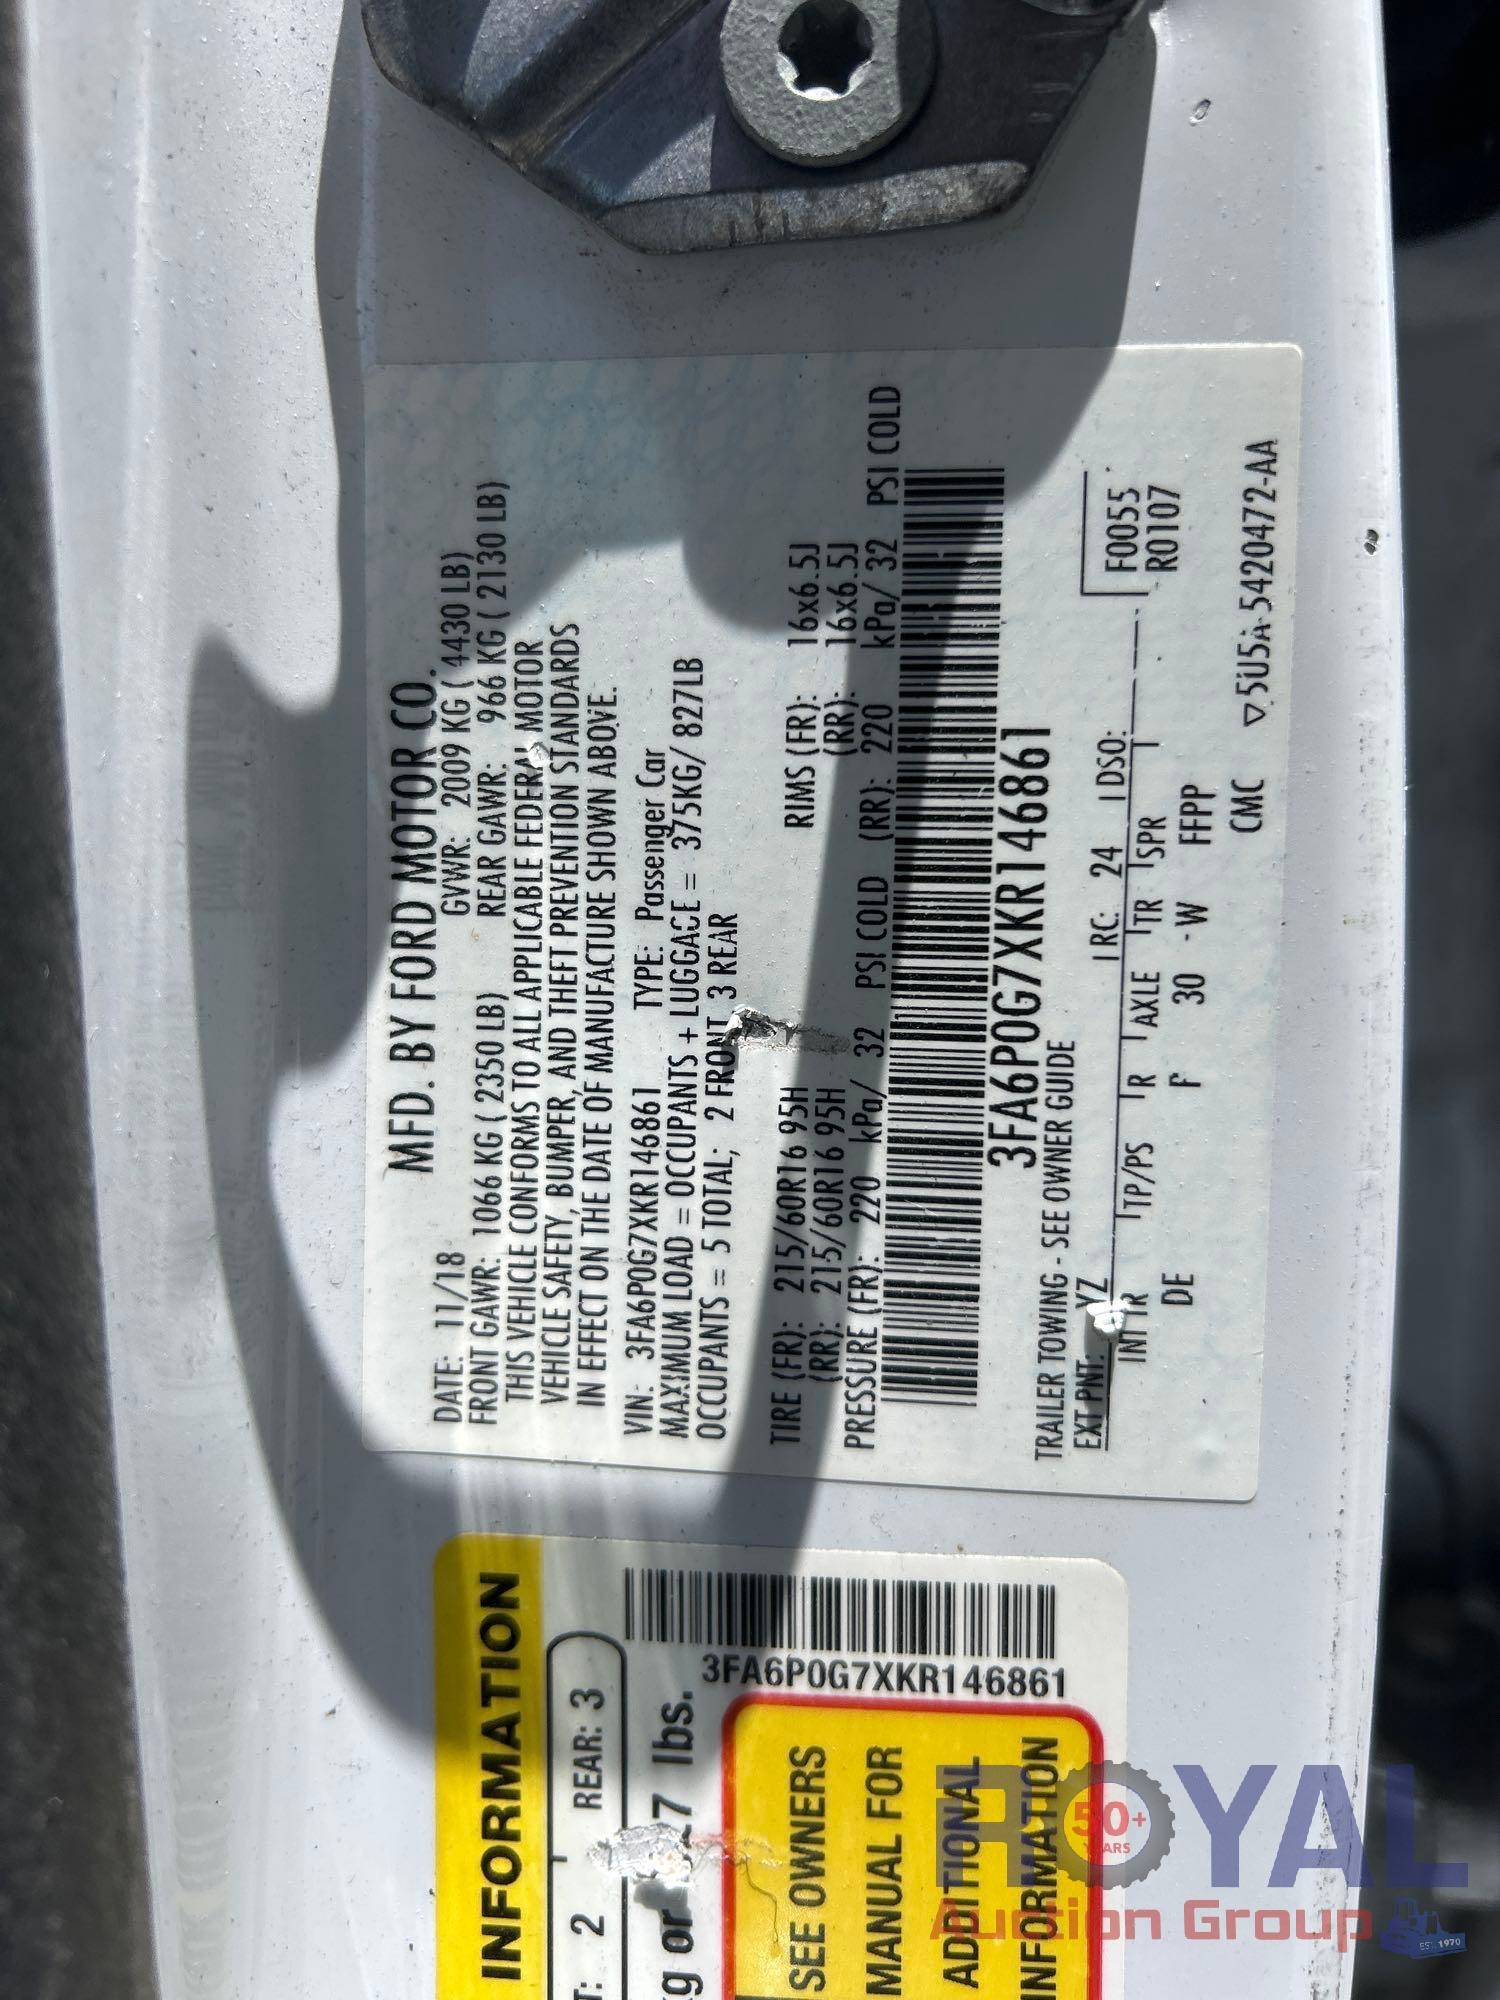 MFD. BY FORD MOTOR CO.
DATE: 11/18 GVWR: 2009 KG ( 4430 LB)
FRONT GAWR: 1066 KG ( 2350 LB) REAR GAWR: 966 KG ( 2130 LB)
THIS VEHICLE CONFORMS TO ALL APPLICABLE FEDERAL MOTOR
VEHICLE SAFETY, BUMPER, AND THEFT PREVENTION STANDARDS
IN EFFECT ON THE DATE OF MANUFACTURE SHOWN ABOVE.
VIN: 3FA6P0G7XKR146861 TYPE: Passenger Car
MAXIMUM LOAD = OCCUPANTS + LUGGAGE = 375KG/ 827LB
OCCUPANTS = 5 TOTAL; 2 FRONT 3 REAR
TIRE (FR): 215/60R16 95H RIMS (FR): 16x6.5J
(RR): 215/60R16 95H (RR): 16x6.5J
PRESSURE (FR): 220 kPa/ 32 PSI COLD (RR): 220 kPa/ 32 PSI COLD
3FA6P0G7XKR146861
TRAILER TOWING - SEE OWNER GUIDE
EXT PNT: YZ RC: 24 DSO:
F0055
R0107
INT TR TP/PS R AXLE TR SPR
DE F 30 -W FFPP
CMC 5U5A-5420472-AA
INFORMATION
2 REAR: 3
kg or 7 lbs.
3FA6P0G7XKR146861
SEE OWNERS
MANUAL FOR
ADDITIONAL
INFORMATION
ROYAL
50+
YEARS
Auction Group
EST. 1970